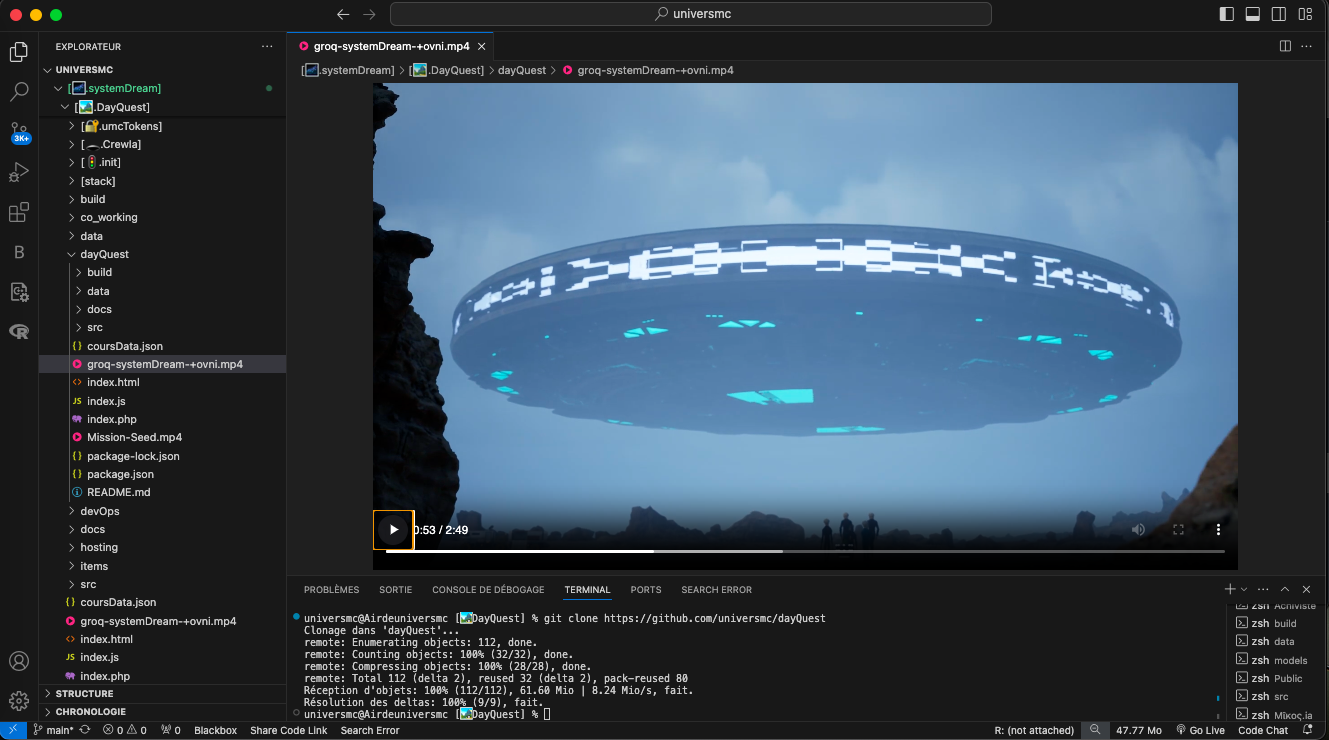 universmc
EXPLORATEUR
UNIVERSMC
[.systemDream]
[.DayQuest]
[.umcTokens]
[.Crewla]
[.init]
[stack]
build
co_working
data
dayQuest
build
data
docs
src
coursData.json
groq-systemDream-+ovni.mp4
index.html
index.js
index.php
Mission-Seed.mp4
package-lock.json
package.json
README.md
devOps
docs
hosting
items
src
coursData.json
groq-systemDream-+ovni.mp4
index.html
index.js
index.php
STRUCTURE
CHRONOLOGIE
3K+
groq-systemDream-+ovni.mp4
[.systemDream] > [.DayQuest] > dayQuest > groq-systemDream-+ovni.mp4
0:53 / 2:49
PROBLÈMES SORTIE CONSOLE DE DÉBOGAGE TERMINAL PORTS SEARCH ERROR
universmc@Airdeuniversmc [DayQuest] % git clone https://github.com/universmc/dayQuest
Clonage dans 'dayQuest'...
remote: Enumerating objects: 112, done.
remote: Counting objects: 100% (32/32), done.
remote: Compressing objects: 100% (28/28), done.
remote: Total 112 (delta 2), reused 32 (delta 2), pack-reused 80
Réception d'objets: 100% (112/112), 61.60 Mio | 8.24 Mio/s, fait.
Résolution des deltas: 100% (9/9), fait.
universmc@Airdeuniversmc [DayQuest] %
zsh Achiviste
zsh build
zsh data
zsh models
zsh Public
zsh src
zsh Μίκος.ia
main* 0 0 0 Blackbox Share Code Link Search Error R: (not attached) 47.77 Mo Go Live Code Chat